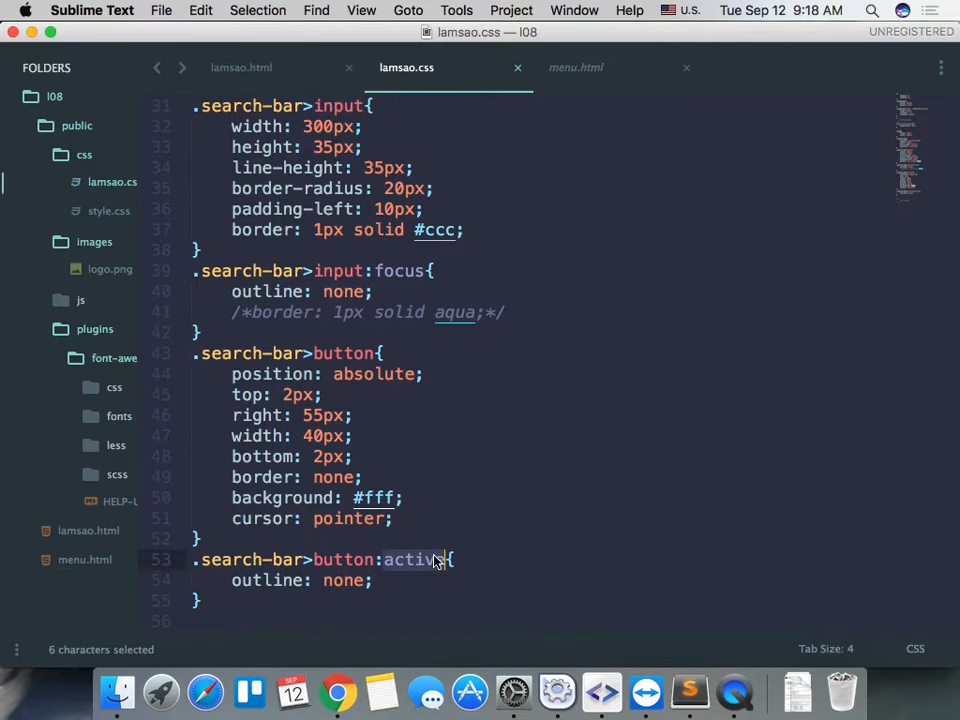 Sublime Text File Edit Selection Find View Goto Tools Project Window Help U.S. Tue Sep 12 9:18 AM
lamsao.css — l08 UNREGISTERED
FOLDERS
lamsao.html × lamsao.css × menu.html ×
l08
public
css
lamsao.cs
style.css
images
logo.png
js
plugins
font-awe
css
fonts
less
scss
HELP-U
lamsao.html
menu.html
31 .search-bar>input{
32 width: 300px;
33 height: 35px;
34 line-height: 35px;
35 border-radius: 20px;
36 padding-left: 10px;
37 border: 1px solid #ccc;
38 }
39 .search-bar>input:focus{
40 outline: none;
41 /*border: 1px solid aqua;*/
42 }
43 .search-bar>button{
44 position: absolute;
45 top: 2px;
46 right: 55px;
47 width: 40px;
48 bottom: 2px;
49 border: none;
50 background: #fff;
51 cursor: pointer;
52 }
53 .search-bar>button:active{
54 outline: none;
55 }
56
6 characters selected Tab Size: 4 CSS
SEP
12